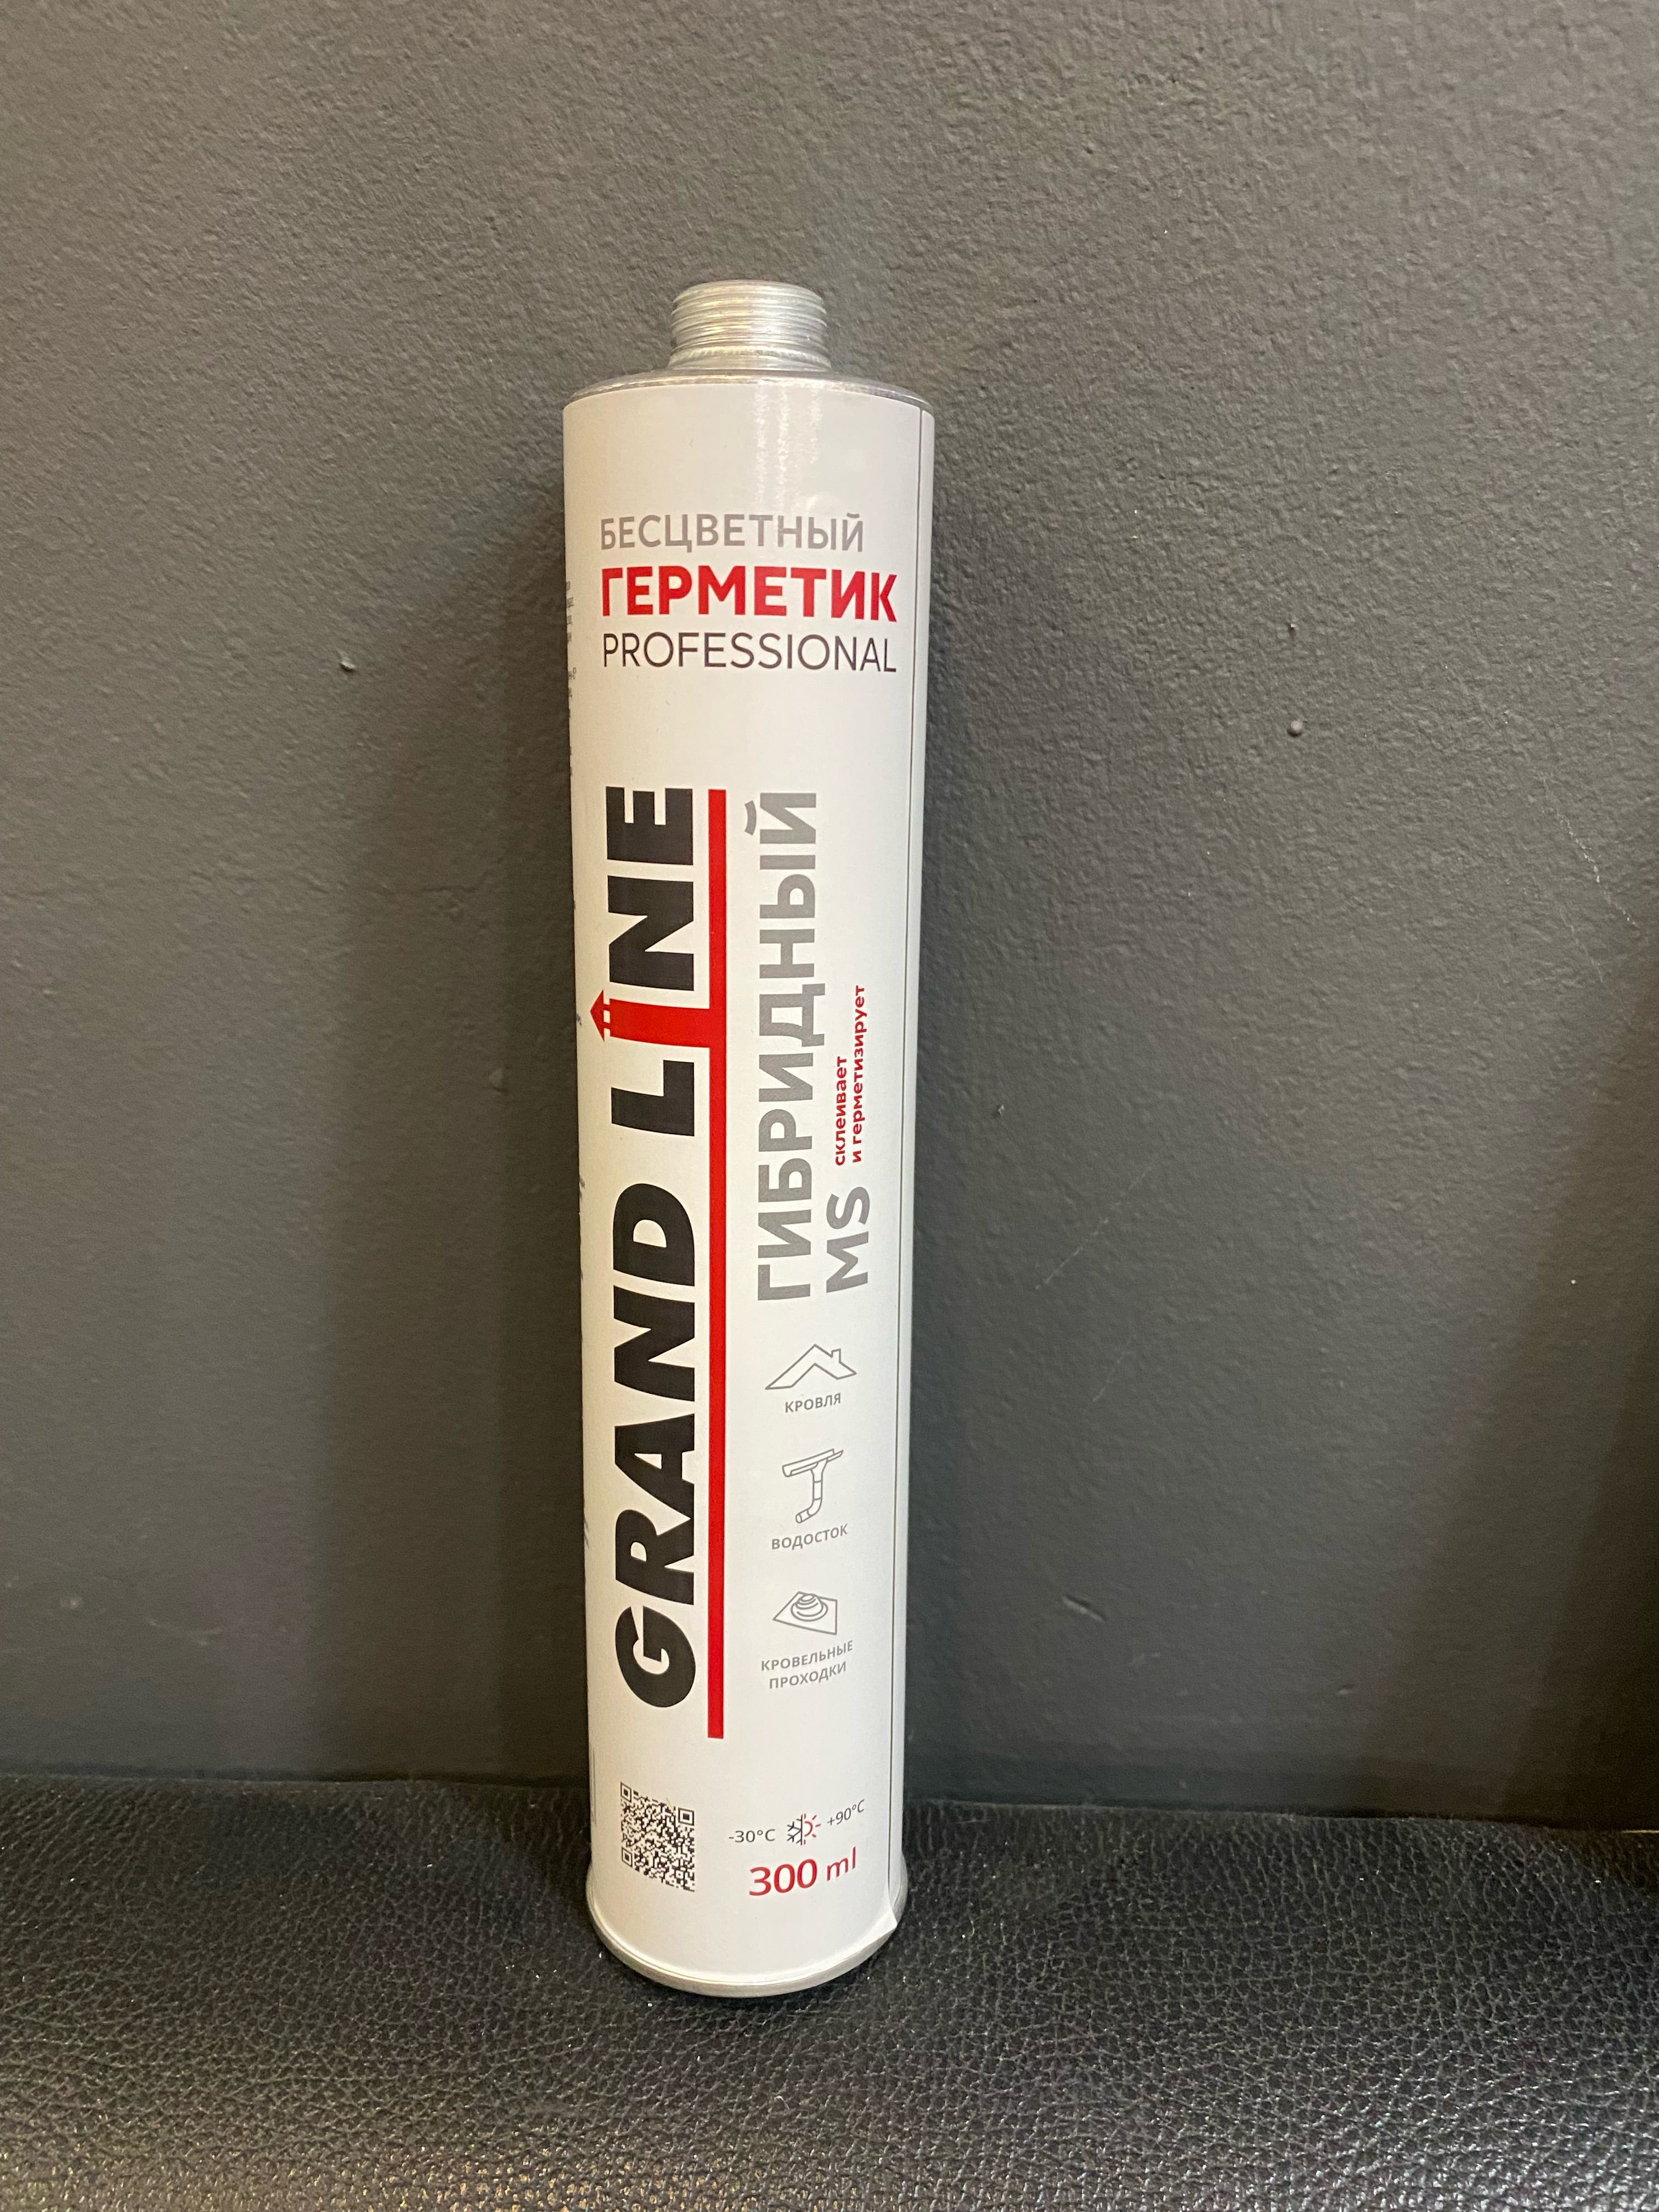 БЕСЦВЕТНЫЙ
ГЕРМЕТИК
PROFESSIONAL
GRAND LINE
ГИБРИДНЫЙ
MS
склеивает
и герметизирует
КРОВЛЯ
ВОДОСТОК
КРОВЕЛЬНЫЕ
ПРОХОДКИ
-30°C +90°C
300 ml